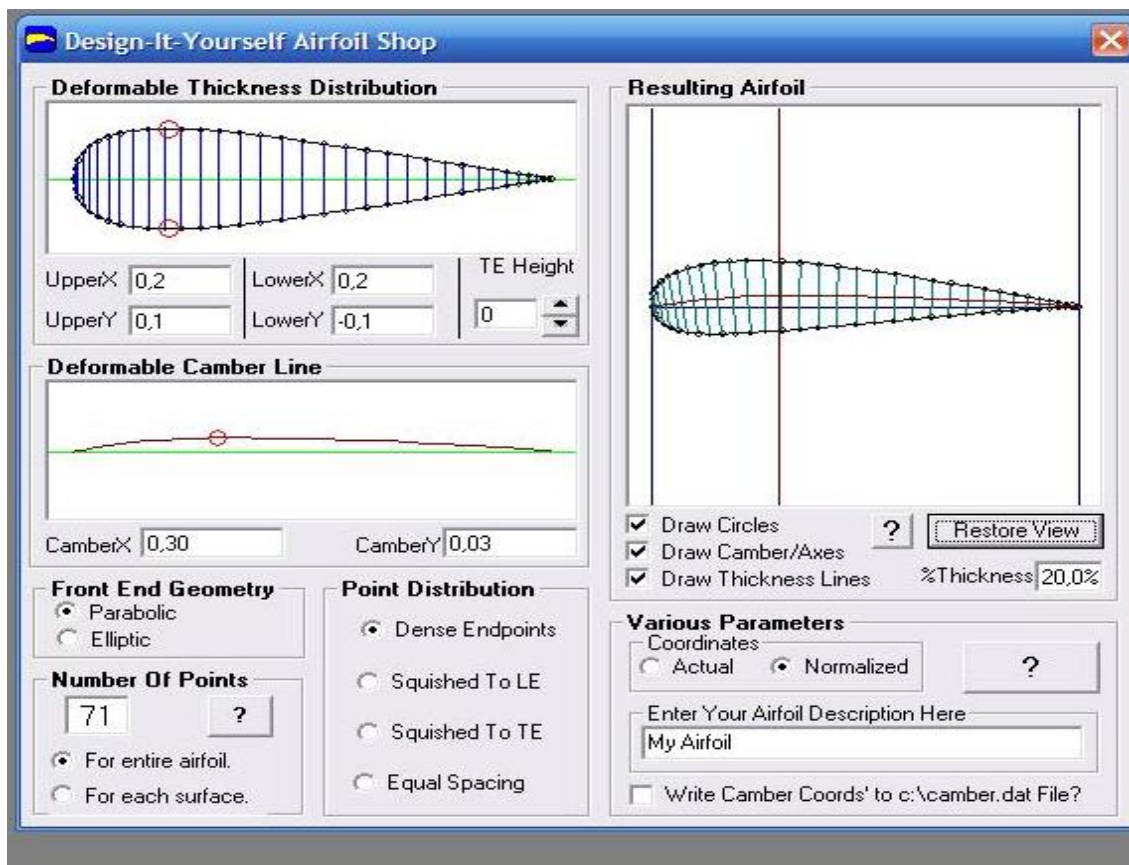 Design-It-Yourself Airfoil Shop
Deformable Thickness Distribution
UpperX 0,2
LowerX 0,2
TE Height
UpperY 0,1
LowerY -0,1
0
Deformable Camber Line
CamberX 0,30
CamberY 0,03
Front End Geometry
Parabolic
Elliptic
Number Of Points
71
?
For entire airfoil.
For each surface.
Point Distribution
Dense Endpoints
Squished To LE
Squished To TE
Equal Spacing
Resulting Airfoil
Draw Circles
?
Restore View
Draw Camber/Axes
Draw Thickness Lines
%Thickness 20,0%
Various Parameters
Coordinates
Actual
Normalized
?
Enter Your Airfoil Description Here
My Airfoil
Write Camber Coords' to c:\camber.dat File?